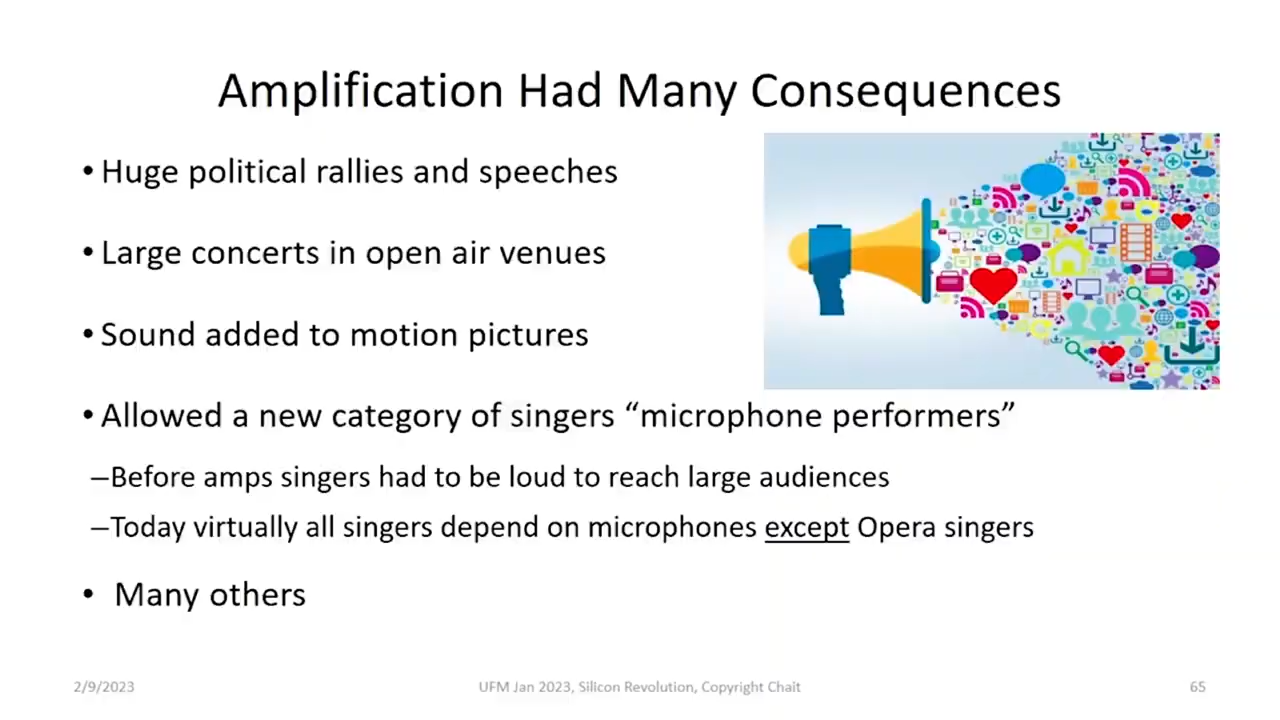 Amplification Had Many Consequences
• Huge political rallies and speeches
• Large concerts in open air venues
• Sound added to motion pictures
• Allowed a new category of singers “microphone performers”
–Before amps singers had to be loud to reach large audiences
–Today virtually all singers depend on microphones except Opera singers
• Many others
2/9/2023
UFM Jan 2023, Silicon Revolution, Copyright Chait
65